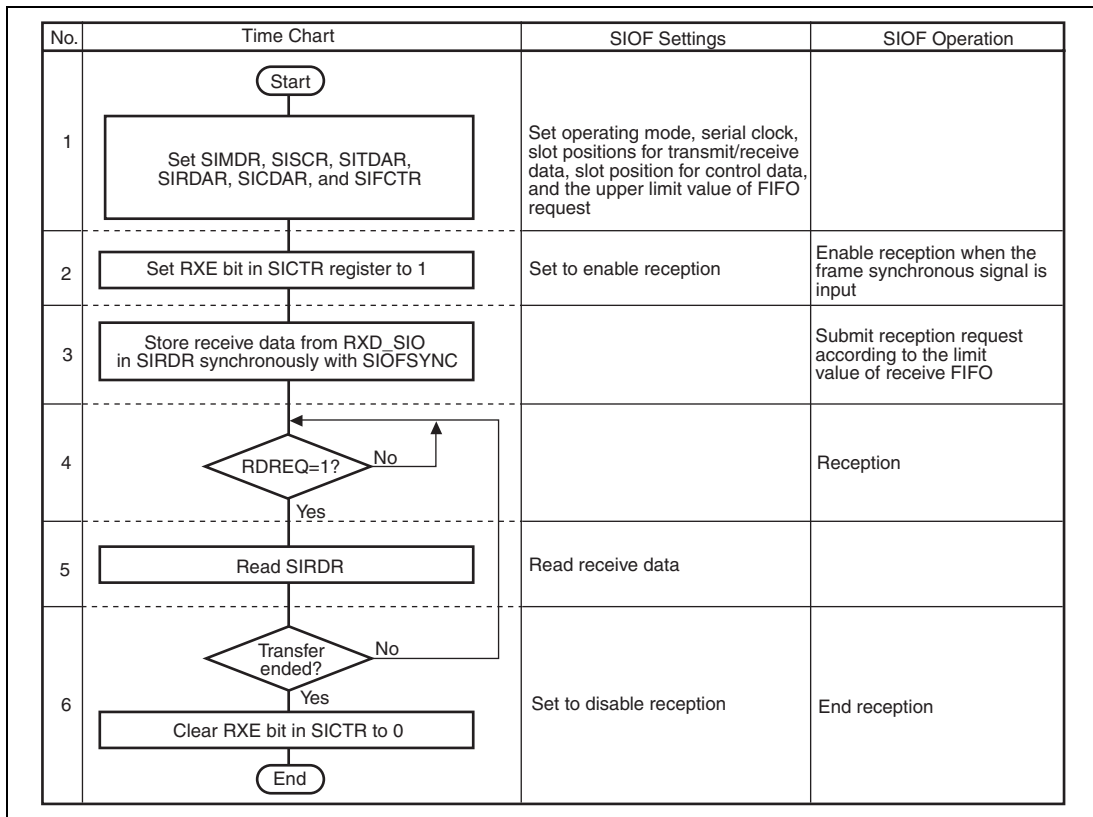 No.
Time Chart
SIOF Settings
SIOF Operation
Start
1
Set SIMDR, SISCR, SITDAR,
SIRDAR, SICDAR, and SIFCTR
Set operating mode, serial clock,
slot positions for transmit/receive
data, slot position for control data,
and the upper limit value of FIFO
request
2
Set RXE bit in SICTR register to 1
Set to enable reception
Enable reception when the
frame synchronous signal is
input
3
Store receive data from RXD_SIO
in SIRDR synchronously with SIOFSYNC
Submit reception request
according to the limit
value of receive FIFO
4
RDREQ=1?
No
Yes
Reception
5
Read SIRDR
Read receive data
6
Transfer
ended?
No
Yes
Clear RXE bit in SICTR to 0
Set to disable reception
End reception
End